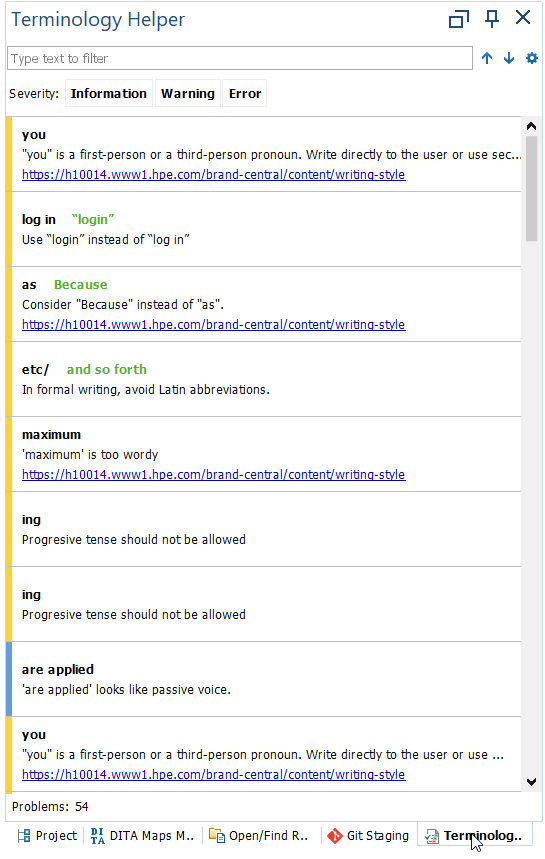 Terminology Helper
Type text to filter
Severity: Information Warning Error
you
"you" is a first-person or a third-person pronoun. Write directly to the user or use sec...
https://h10014.www1.hpe.com/brand-central/content/writing-style
log in “login”
Use “login” instead of “log in”
as Because
Consider "Because" instead of "as".
https://h10014.www1.hpe.com/brand-central/content/writing-style
etc/ and so forth
In formal writing, avoid Latin abbreviations.
maximum
'maximum' is too wordy
https://h10014.www1.hpe.com/brand-central/content/writing-style
ing
Progresive tense should not be allowed
ing
Progresive tense should not be allowed
are applied
'are applied' looks like passive voice.
you
"you" is a first-person or a third-person pronoun. Write directly to the user or use ...
https://h10014.www1.hpe.com/brand-central/content/writing-style
Problems: 54
Project DITA DITA Maps M.. Open/Find R.. Git Staging Terminolog..